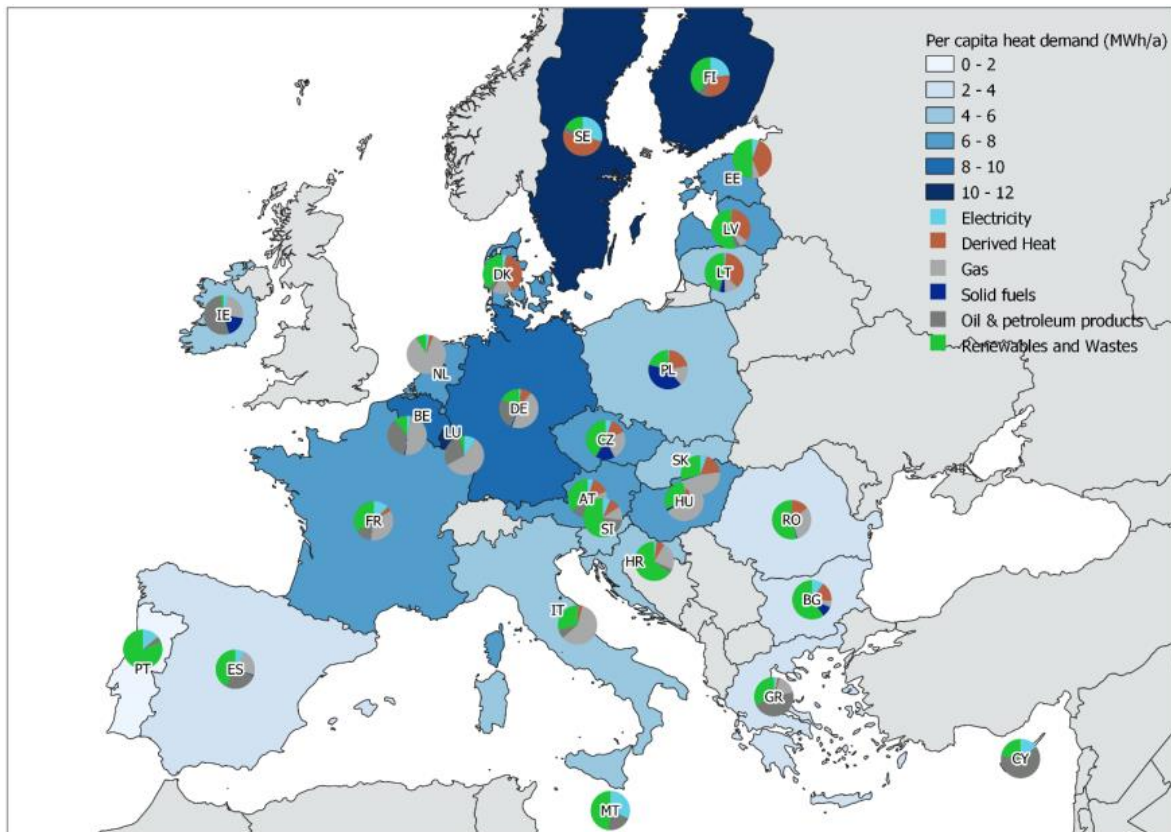 Per capita heat demand (MWh/a)
0 - 2
2 - 4
4 - 6
6 - 8
8 - 10
10 - 12
Electricity
Derived Heat
Gas
Solid fuels
Oil & petroleum products
Renewables and Wastes
FI
SE
EE
LV
LT
DK
IE
NL
PL
DE
BE
LU
CZ
SK
AT
HU
SI
FR
RO
HR
BG
IT
PT
ES
GR
CY
MT